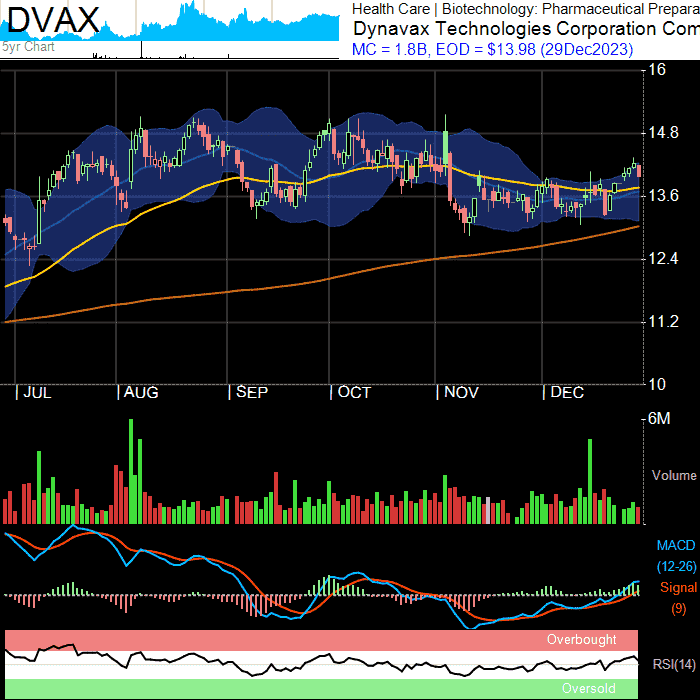 DVAX
5yr Chart
Health Care | Biotechnology: Pharmaceutical Prepara
Dynavax Technologies Corporation Com
MC = 1.8B, EOD = $13.98 (29Dec2023)
16
14.8
13.6
12.4
11.2
10
| JUL | AUG | SEP | OCT | NOV | DEC
6M
Volume
MACD
(12-26)
Signal
(9)
Overbought
RSI(14)
Oversold